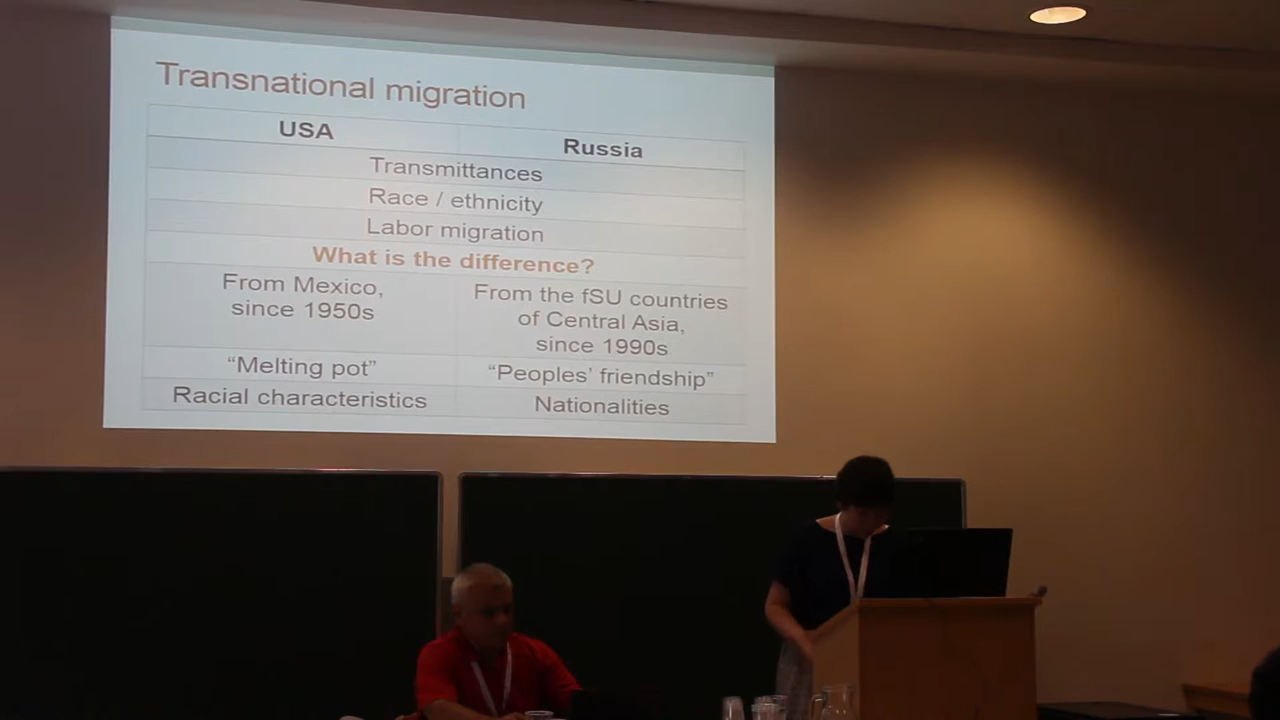 Transnational migration
USA
Russia
Transmittances
Race / ethnicity
Labor migration
What is the difference?
From Mexico,
since 1950s
From the fSU countries
of Central Asia,
since 1990s
“Melting pot”
“Peoples’ friendship”
Racial characteristics
Nationalities